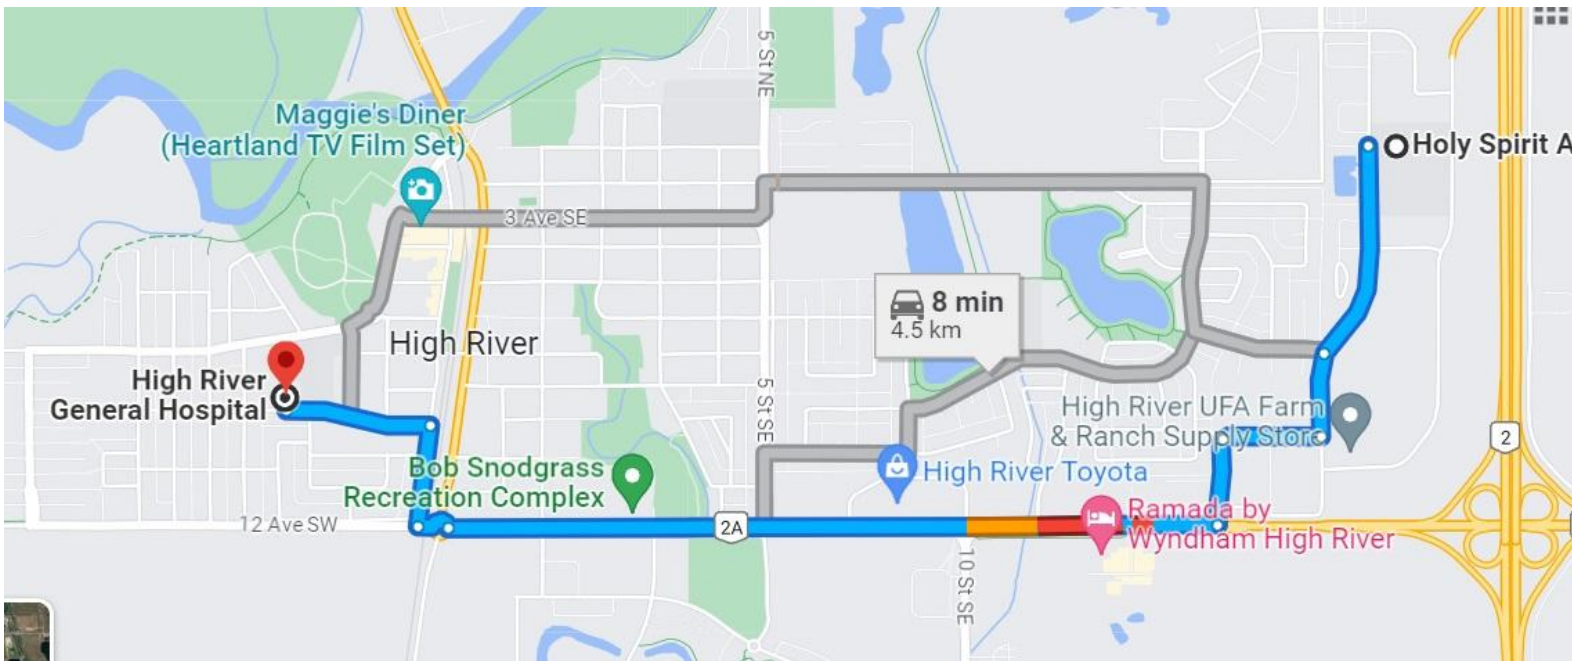 5 St NE
Maggie's Diner
(Heartland TV Film Set)
Holy Spirit A
3 Ave SE
8 min
4.5 km
High River
High River
General Hospital
5 St SE
High River UFA Farm
& Ranch Supply Store
2
Bob Snodgrass
Recreation Complex
High River Toyota
12 Ave SW
2A
Ramada by
Wyndham High River
10 St SE